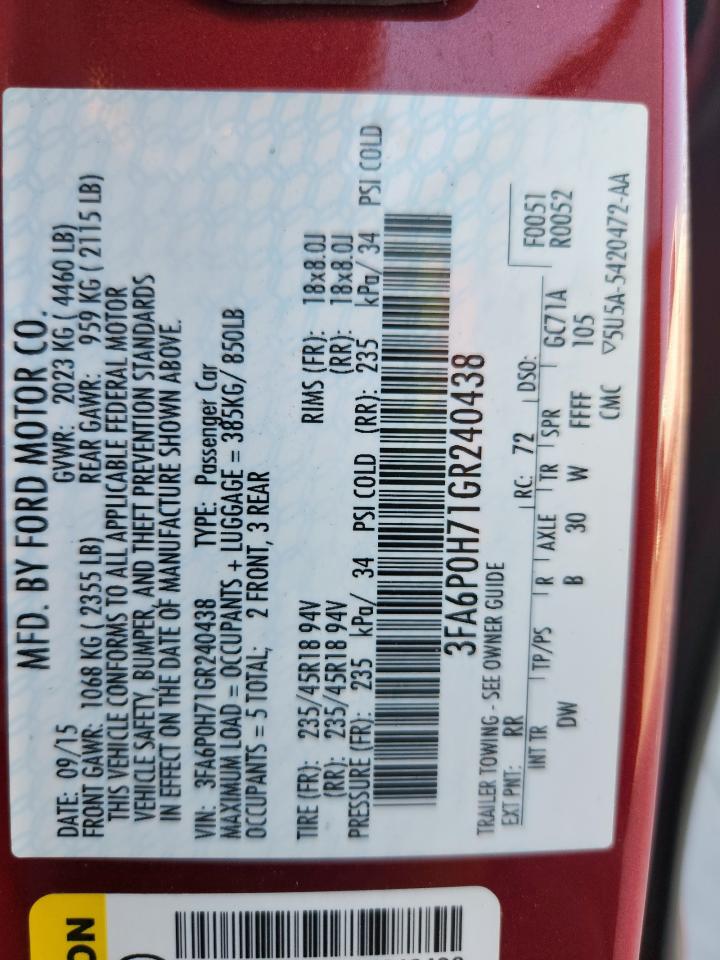 MFD. BY FORD MOTOR CO.
DATE: 09/15 GVWR: 2023 KG ( 4460 LB)
FRONT GAWR: 1068 KG ( 2355 LB) REAR GAWR: 959 KG ( 2115 LB)
THIS VEHICLE CONFORMS TO ALL APPLICABLE FEDERAL MOTOR
VEHICLE SAFETY, BUMPER, AND THEFT PREVENTION STANDARDS
IN EFFECT ON THE DATE OF MANUFACTURE SHOWN ABOVE.
VIN: 3FA6P0H71GR240438 TYPE: Passenger Car
MAXIMUM LOAD = OCCUPANTS + LUGGAGE = 385KG/ 850LB
OCCUPANTS = 5 TOTAL; 2 FRONT, 3 REAR
TIRE (FR): 235/45R18 94V RIMS (FR): 18x8.0J
(RR): 235/45R18 94V (RR): 18x8.0J
PRESSURE (FR): 235 kPa/ 34 PSI COLD (RR): 235 kPa/ 34 PSI COLD
3FA6P0H71GR240438
TRAILER TOWING - SEE OWNER GUIDE
EXT PNT: RR RC: 72 DSO: F0051
R0052
INT TR TP/PS R AXLE TR SPR GC71A
DW B 30 W FFFF 105
CMC ▽5U5A-5420472-AA
ON